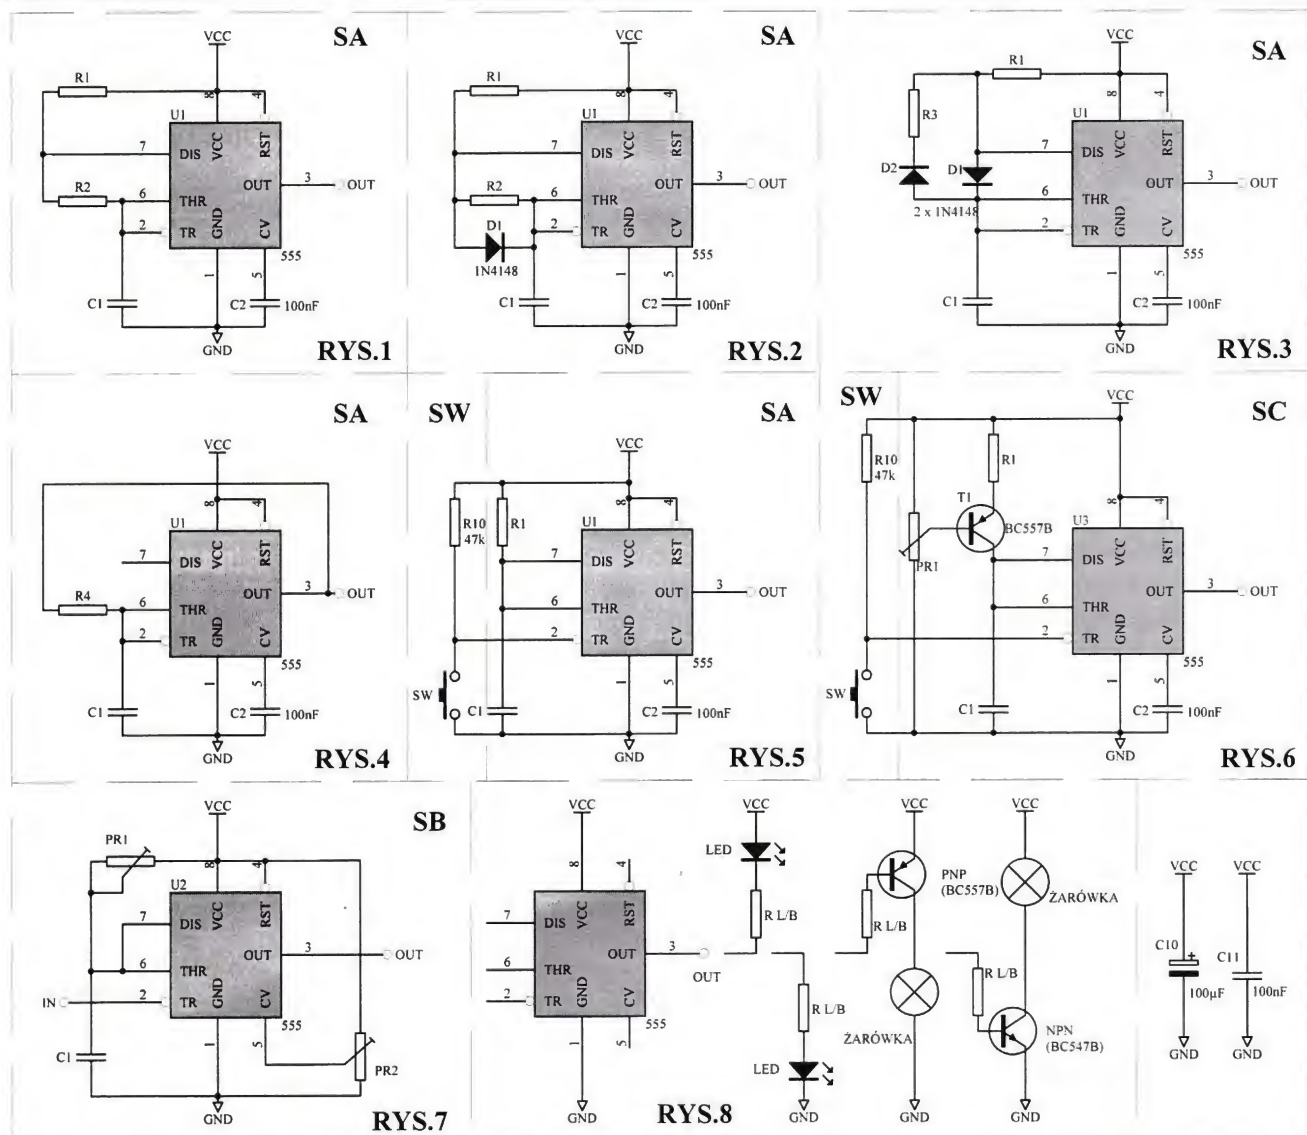 VCC
SA
R1
8
4
U1
VCC
RST
7
DIS
OUT
3
OUT
R2
6
THR
2
TR
GND
CV
555
1
5
C1
C2
100nF
GND
RYS.1
VCC
SA
R1
8
4
U1
VCC
RST
7
DIS
OUT
3
OUT
R2
6
THR
2
TR
GND
CV
D1
1N4148
555
1
5
C1
C2
100nF
GND
RYS.2
VCC
SA
R1
8
4
R3
U1
VCC
RST
7
DIS
D2
D1
OUT
3
OUT
6
THR
2 x 1N4148
2
TR
GND
CV
555
1
5
C1
C2
100nF
GND
RYS.3
SA
VCC
8
4
U1
VCC
RST
7
DIS
OUT
3
OUT
R4
6
THR
2
TR
GND
CV
555
1
5
C1
C2
100nF
GND
RYS.4
SW
SA
VCC
8
4
R10
47k
R1
U1
VCC
RST
7
DIS
OUT
3
OUT
6
THR
2
TR
GND
CV
555
SW
1
5
C1
C2
100nF
GND
RYS.5
SW
VCC
SC
R10
47k
R1
8
4
T1
BC557B
U3
PR1
VCC
RST
7
DIS
OUT
3
OUT
6
THR
2
TR
GND
CV
555
SW
1
5
C1
C2
100nF
GND
RYS.6
VCC
SB
PR1
8
4
U2
VCC
RST
7
DIS
OUT
3
OUT
6
THR
IN
2
TR
GND
CV
555
1
5
C1
PR2
GND
RYS.7
VCC
8
4
7
DIS
VCC
RST
OUT
3
OUT
6
THR
2
TR
GND
CV
555
1
5
GND
RYS.8
VCC
LED
R L/B
R L/B
LED
GND
VCC
PNP
(BC557B)
R L/B
ŻARÓWKA
GND
VCC
ŻARÓWKA
R L/B
NPN
(BC547B)
GND
VCC
C10
+
100µF
GND
VCC
C11
100nF
GND